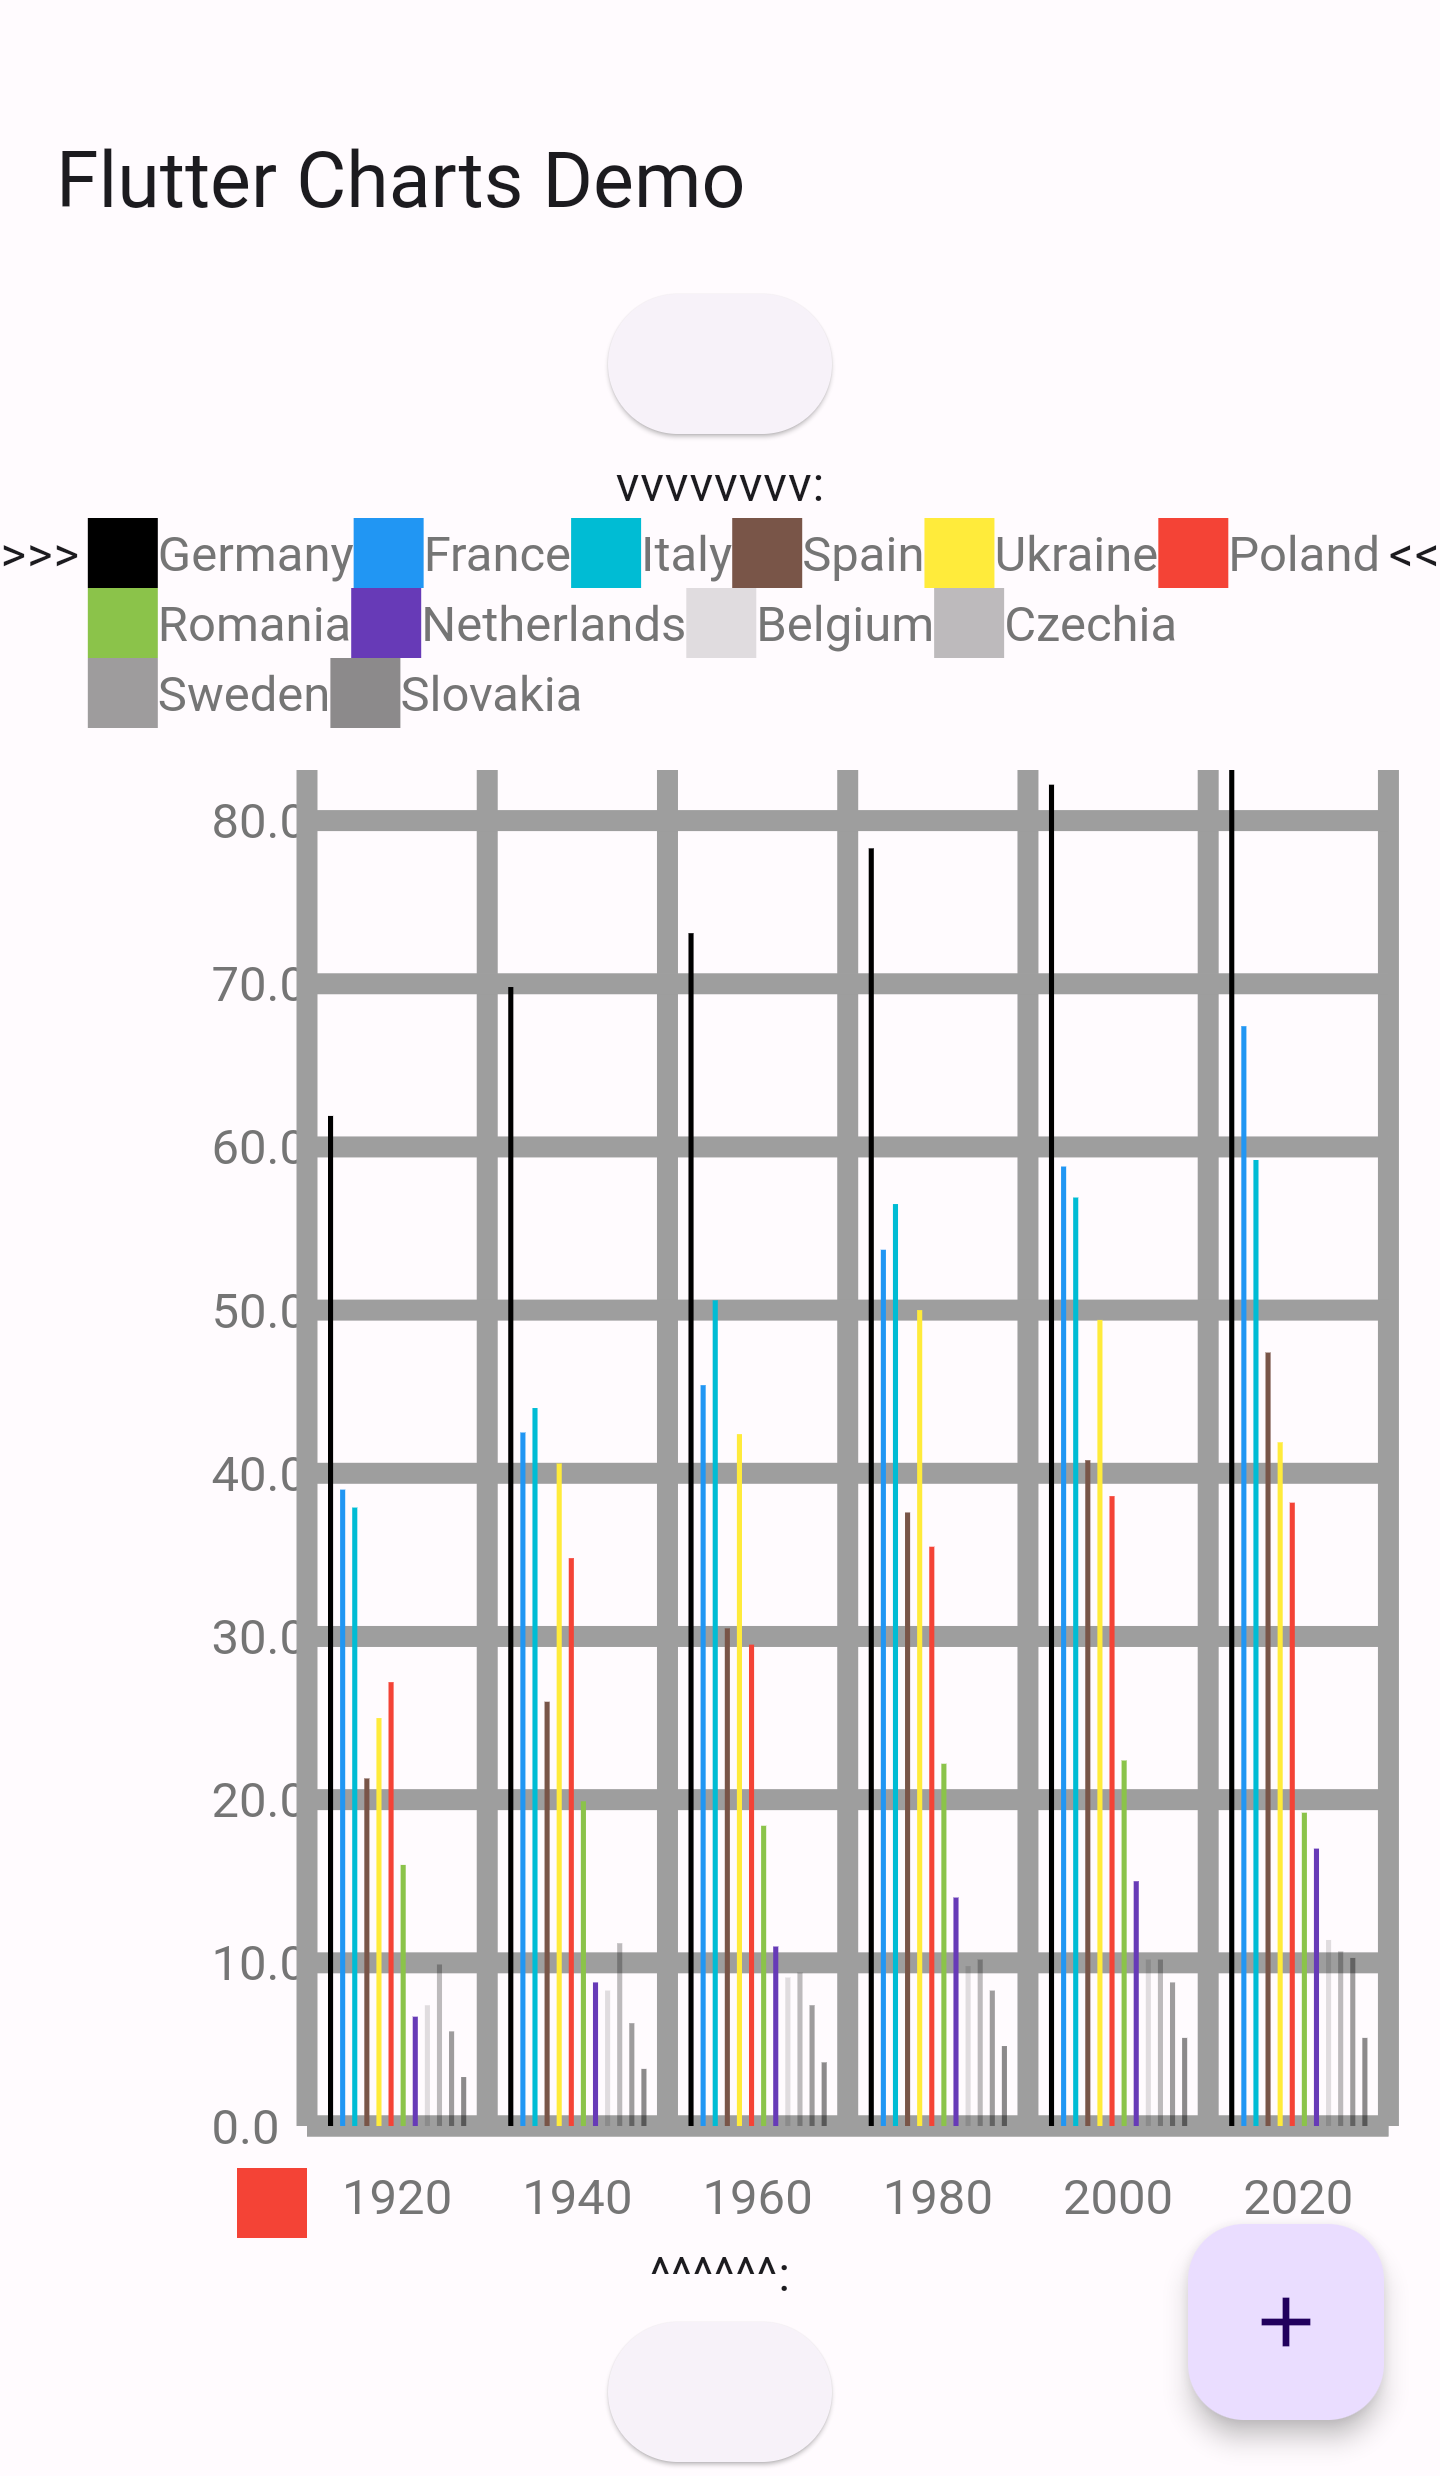 Flutter Charts Demo
vvvvvvvv:
>>> Germany France Italy Spain Ukraine Poland <<
Romania Netherlands Belgium Czechia
Sweden Slovakia
80.0
70.0
60.0
50.0
40.0
30.0
20.0
10.0
0.0
1920 1940 1960 1980 2000 2020
^^^^^^:
+